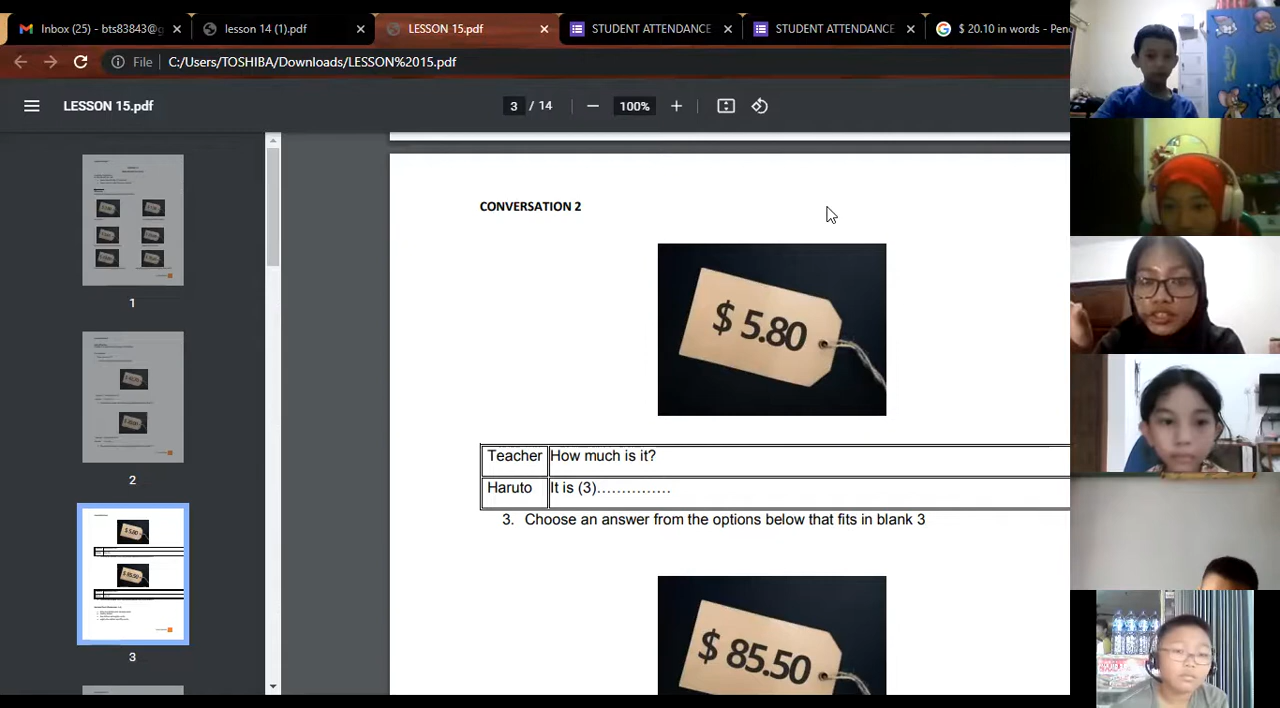 Inbox (25) - bts83843@g
lesson 14 (1).pdf
LESSON 15.pdf
STUDENT ATTENDANCE
STUDENT ATTENDANCE
$ 20.10 in words - Penc
File
C:/Users/TOSHIBA/Downloads/LESSON%2015.pdf
LESSON 15.pdf
3 / 14
100%
1
2
3
CONVERSATION 2
$ 5.80
Teacher How much is it?
Haruto It is (3)……………
3. Choose an answer from the options below that fits in blank 3
$ 85.50